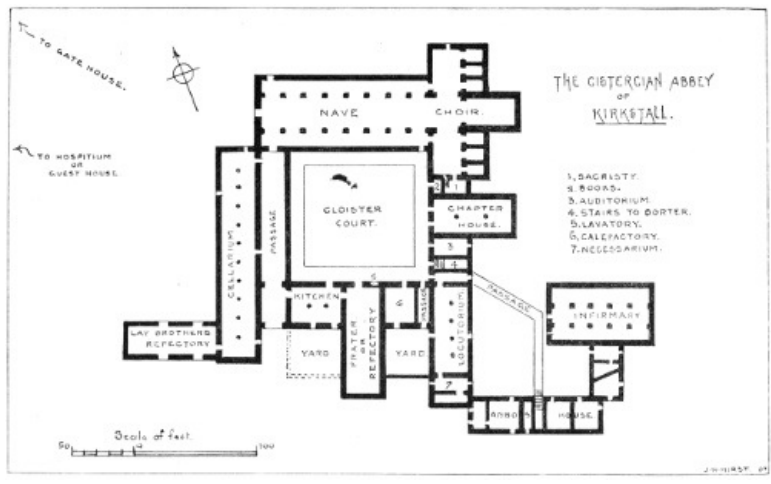 TO GATE HOUSE.
TO HOSPITIUM
OR
GUEST HOUSE
THE CISTERCIAN ABBEY
OF
KIRKSTALL.
NAVE
CHOIR.
1, SACRISTY.
2. BOOKS.
3. AUDITORIUM.
4. STAIRS TO DORTER.
5. LAVATORY.
6, CALEFACTORY.
7. NECESSARIUM.
2
1
CLOISTER
COURT.
CHAPTER
HOUSE.
PASSAGE
CELLARIUM
3
4
5
KITCHEN
6
PASSAGE
LOCUTORIUM
PASSAGE
INFIRMARY
LAY BROTHERS
REFECTORY
YARD
FRATER
OR
REFECTORY
YARD
7
ABBOTS
HOUSE
Scale of feet.
50
0
100